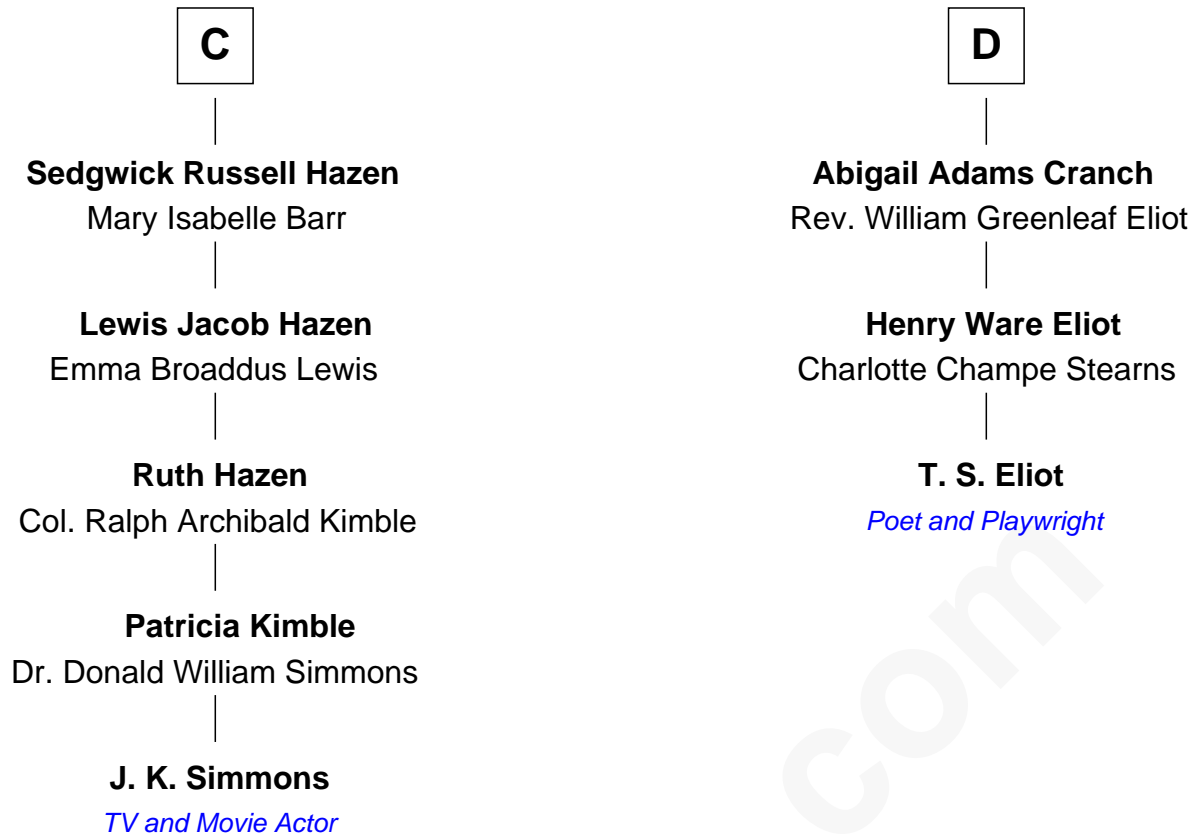 C
Sedgwick Russell Hazen
Mary Isabelle Barr
Lewis Jacob Hazen
Emma Broaddus Lewis
Ruth Hazen
Col. Ralph Archibald Kimble
Patricia Kimble
Dr. Donald William Simmons
J. K. Simmons
TV and Movie Actor
D
Abigail Adams Cranch
Rev. William Greenleaf Eliot
Henry Ware Eliot
Charlotte Champe Stearns
T. S. Eliot
Poet and Playwright
com